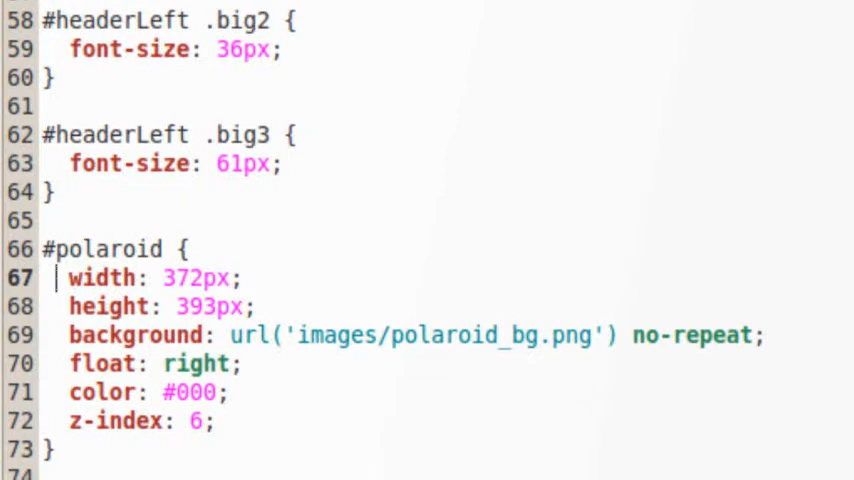 58 #headerLeft .big2 {
59   font-size: 36px;
60 }
61
62 #headerLeft .big3 {
63   font-size: 61px;
64 }
65
66 #polaroid {
67   width: 372px;
68   height: 393px;
69   background: url('images/polaroid_bg.png') no-repeat;
70   float: right;
71   color: #000;
72   z-index: 6;
73 }
74